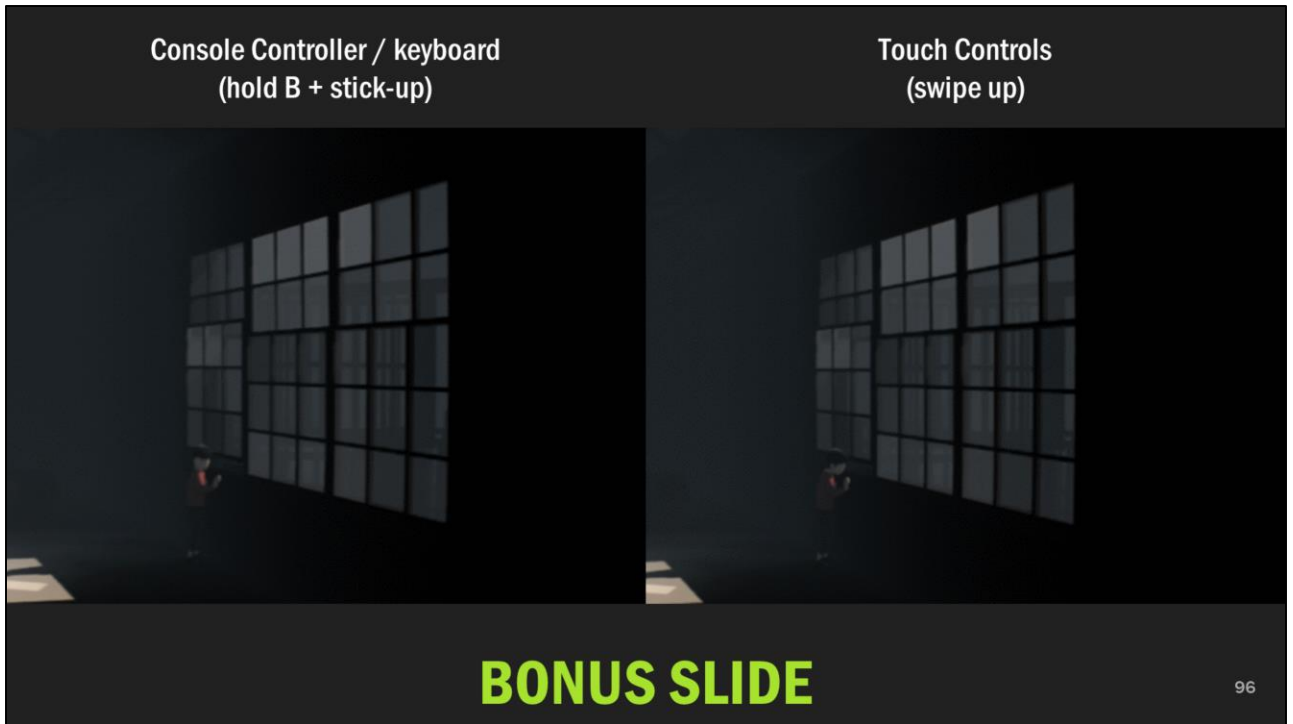 Console Controller / keyboard
(hold B + stick-up)
Touch Controls
(swipe up)
BONUS SLIDE
96